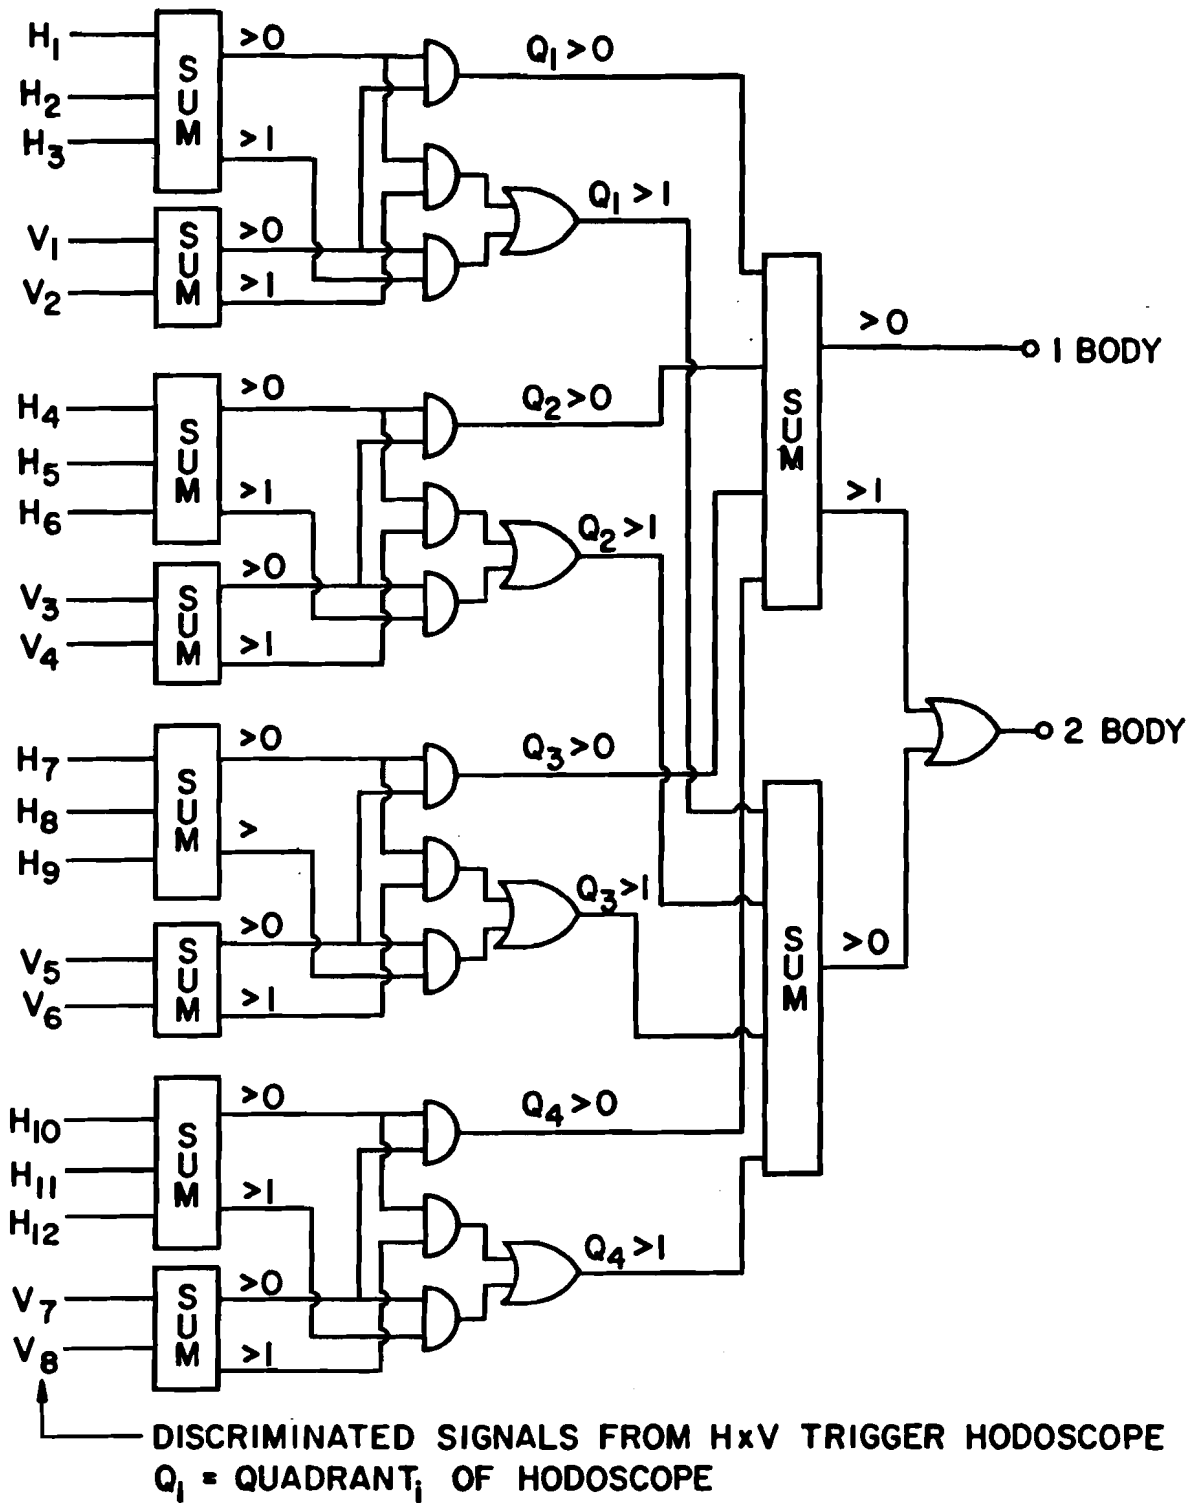 H1
H2
H3
SUM
>0
>1
Q1>0
Q1>1
V1
V2
SUM
>0
>1
H4
H5
H6
SUM
>0
>1
Q2>0
Q2>1
V3
V4
SUM
>0
>1
SUM
>0
1 BODY
>1
H7
H8
H9
SUM
>0
>
Q3>0
Q3>1
V5
V6
SUM
>0
>1
SUM
>0
2 BODY
H10
H11
H12
SUM
>0
>1
Q4>0
Q4>1
V7
V8
SUM
>0
>1
DISCRIMINATED SIGNALS FROM HxV TRIGGER HODOSCOPE
Qi = QUADRANTi OF HODOSCOPE